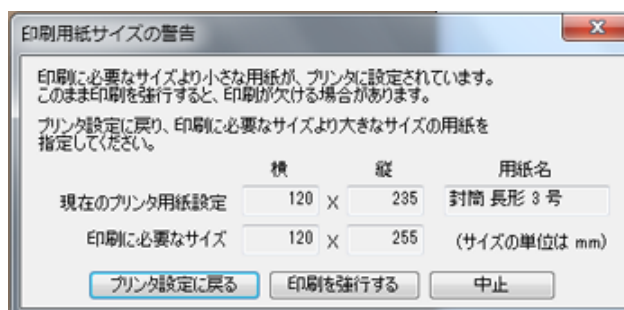 印刷用紙サイズの警告
印刷に必要なサイズより小さな用紙が、プリンタに設定されています。
このまま印刷を強行すると、印刷が欠ける場合があります。
プリンタ設定に戻り、印刷に必要なサイズより大きなサイズの用紙を
指定してください。
横 縦 用紙名
現在のプリンタ用紙設定 120 × 235 封筒 長形 3 号
印刷に必要なサイズ 120 × 255 (サイズの単位は mm)
プリンタ設定に戻る 印刷を強行する 中止